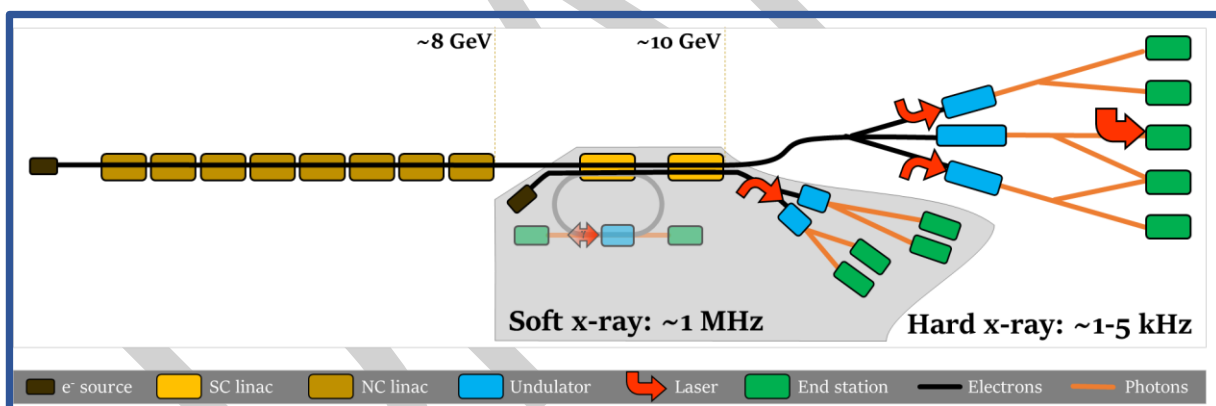 ~8 GeV
~10 GeV
Soft x-ray: ~1 MHz
Hard x-ray: ~1-5 kHz
e⁻ source SC linac NC linac Undulator Laser End station Electrons Photons